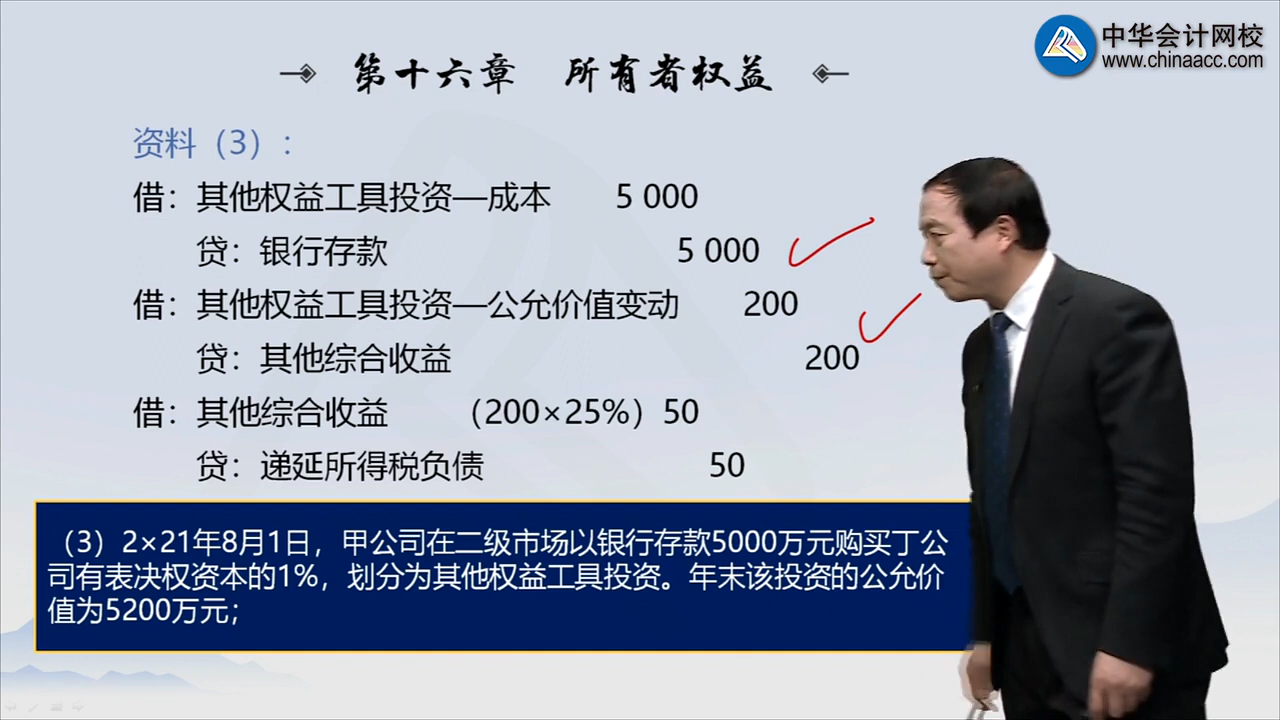 中华会计网校
www.chinaacc.com
第十六章 所有者权益
资料（3）：
借：其他权益工具投资—成本 5 000
贷：银行存款 5 000
借：其他权益工具投资—公允价值变动 200
贷：其他综合收益 200
借：其他综合收益 （200×25%）50
贷：递延所得税负债 50
（3）2×21年8月1日，甲公司在二级市场以银行存款5000万元购买丁公
司有表决权资本的1%，划分为其他权益工具投资。年末该投资的公允价
值为5200万元；